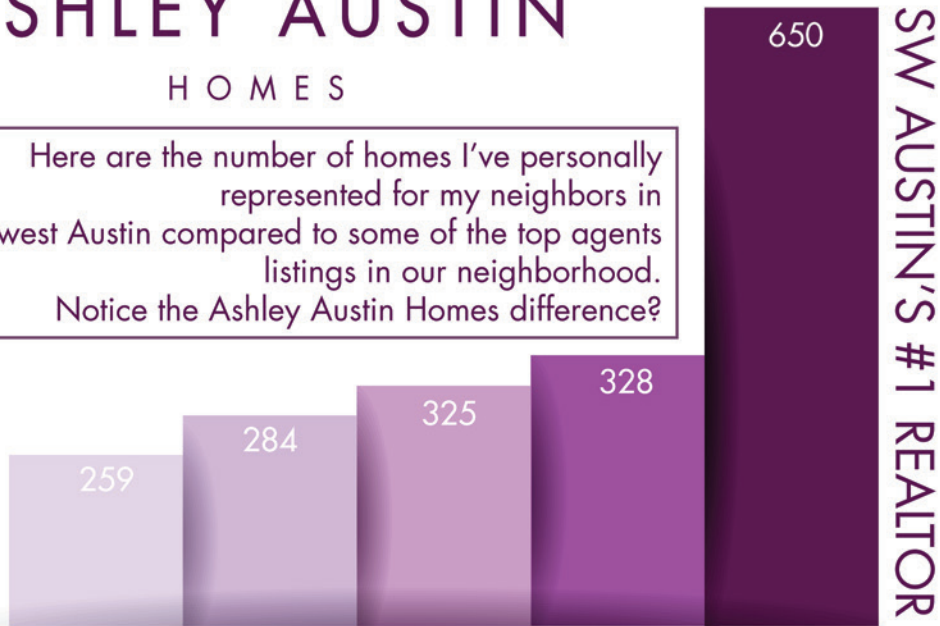 SHLEY AUSTIN
HOMES
Here are the number of homes I've personally
represented for my neighbors in
west Austin compared to some of the top agents
listings in our neighborhood.
Notice the Ashley Austin Homes difference?
259
284
325
328
650
SW AUSTIN'S #1 REALTOR